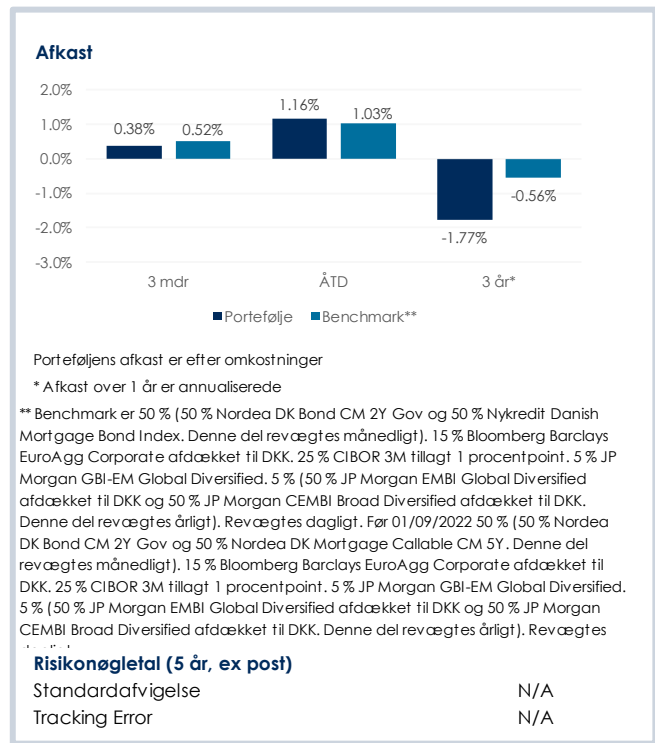 Afkast
2.0%
1.0%
0.0%
-1.0%
-2.0%
-3.0%
0.38%
0.52%
1.16%
1.03%
-1.77%
-0.56%
3 mdr
ÅTD
3 år*
Portefølje
Benchmark**
Porteføljens afkast er efter omkostninger
* Afkast over 1 år er annualiserede
** Benchmark er 50 % (50 % Nordea DK Bond CM 2Y Gov og 50 % Nykredit Danish
Mortgage Bond Index. Denne del revægtes månedligt). 15 % Bloomberg Barclays
EuroAgg Corporate afdækket til DKK. 25 % CIBOR 3M tillagt 1 procentpoint. 5 % JP
Morgan GBI-EM Global Diversified. 5 % (50 % JP Morgan EMBI Global Diversified
afdækket til DKK og 50 % JP Morgan CEMBI Broad Diversified afdækket til DKK.
Denne del revægtes årligt). Revægtes dagligt. Før 01/09/2022 50 % (50 % Nordea
DK Bond CM 2Y Gov og 50 % Nordea DK Mortgage Callable CM 5Y. Denne del
revægtes månedligt). 15 % Bloomberg Barclays EuroAgg Corporate afdækket til
DKK. 25 % CIBOR 3M tillagt 1 procentpoint. 5 % JP Morgan GBI-EM Global Diversified.
5 % (50 % JP Morgan EMBI Global Diversified afdækket til DKK og 50 % JP Morgan
CEMBI Broad Diversified afdækket til DKK. Denne del revægtes årligt). Revægtes
Risikonøgletal (5 år, ex post)
Standardafvigelse N/A
Tracking Error N/A